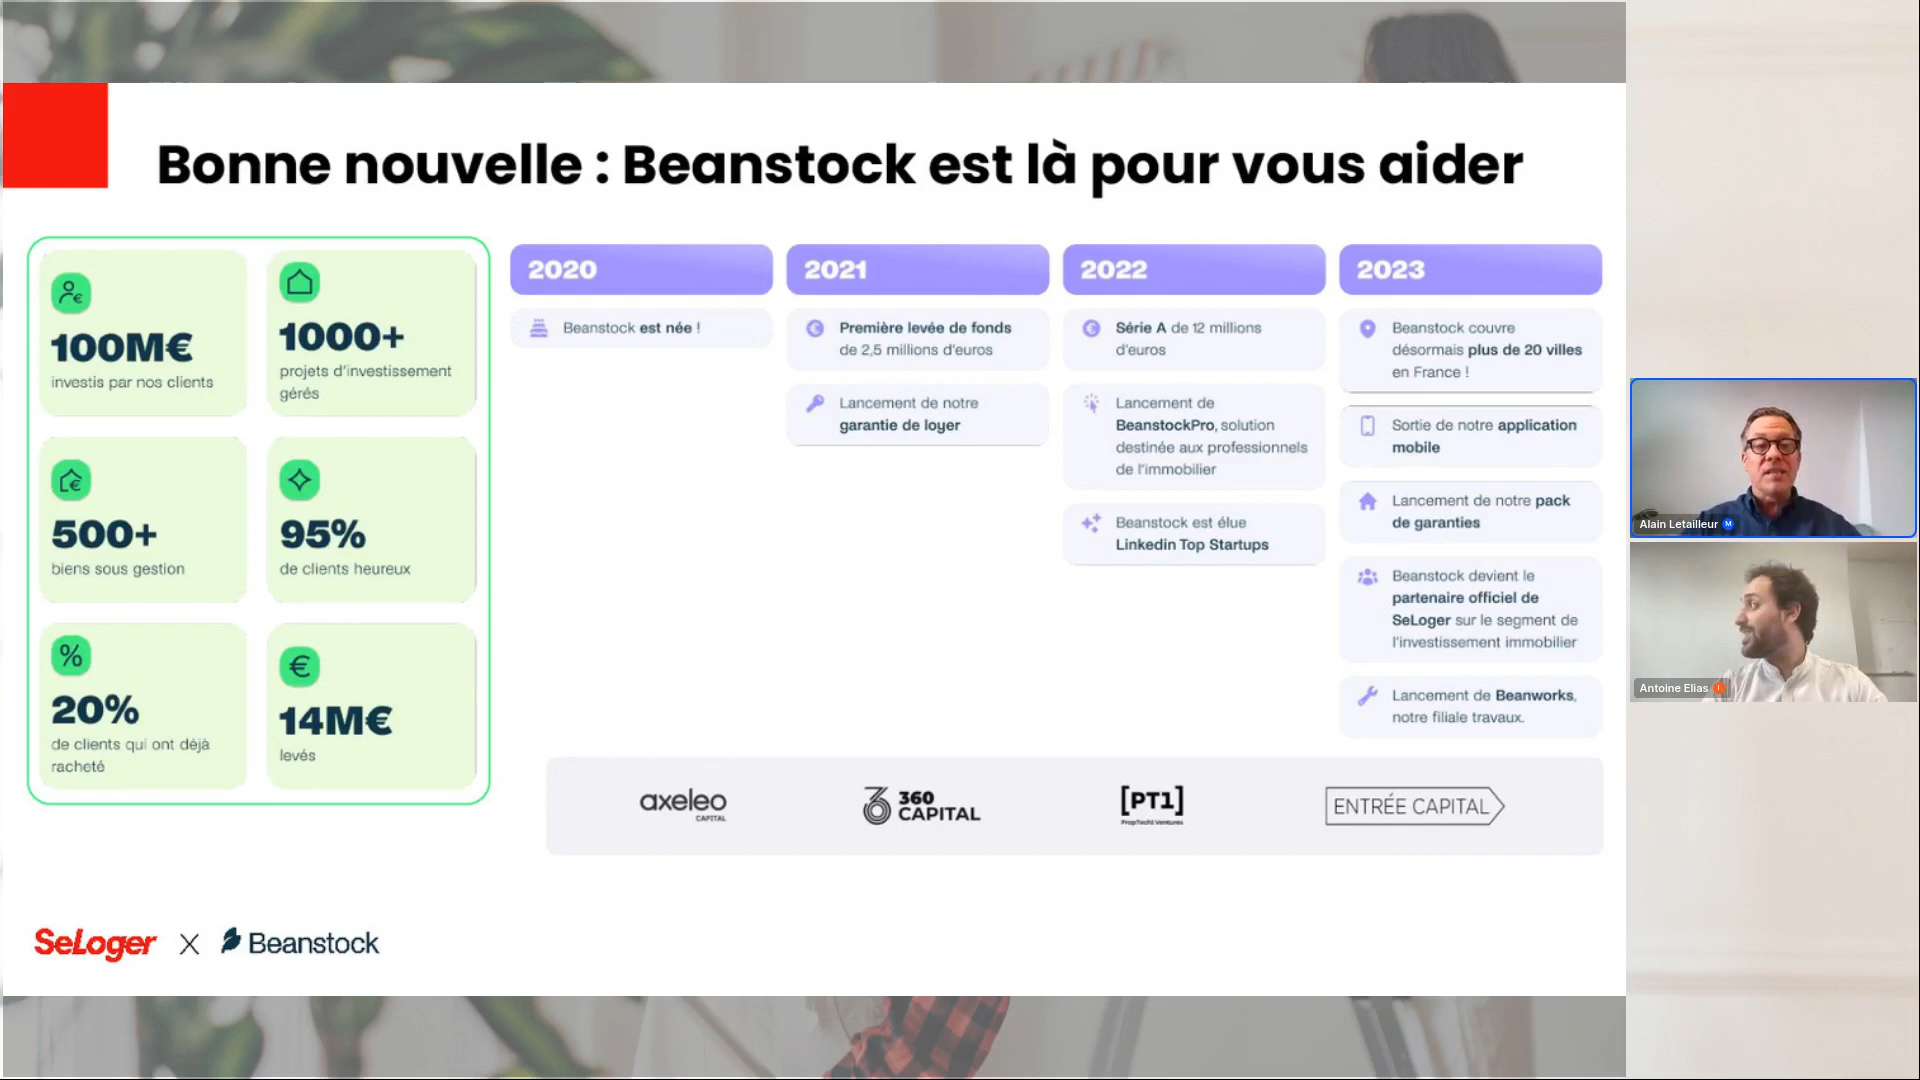 Bonne nouvelle : Beanstock est là pour vous aider
100M€
investis par nos clients
1000+
projets d'investissement
gérés
500+
biens sous gestion
95%
de clients heureux
%
20%
de clients qui ont déjà
racheté
€
14M€
levés
2020
Beanstock est née !
2021
Première levée de fonds
de 2,5 millions d'euros
Lancement de notre
garantie de loyer
2022
Série A de 12 millions
d'euros
Lancement de
BeanstockPro, solution
destinée aux professionnels
de l'immobilier
Beanstock est élue
Linkedin Top Startups
2023
Beanstock couvre
désormais plus de 20 villes
en France !
Sortie de notre application
mobile
Lancement de notre pack
de garanties
Beanstock devient le
partenaire officiel de
SeLoger sur le segment de
l'investissement immobilier
Lancement de Beanworks,
notre filiale travaux.
axeleo
CAPITAL
360
CAPITAL
[PT1]
PropTech1 Ventures
ENTRÉE CAPITAL
SeLoger X Beanstock
Alain Letailleur M
Antoine Elias